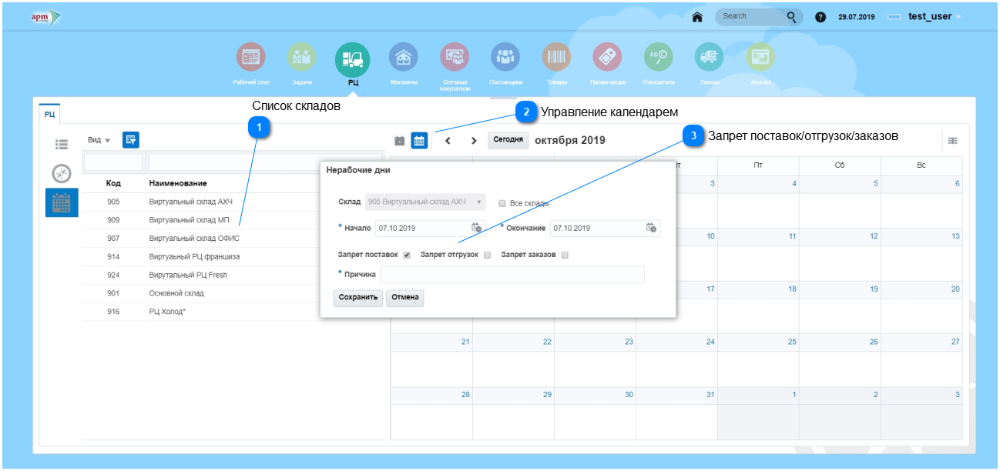 apm
Search
29.07.2019
test_user
Рабочий стол
Задачи
РЦ
Магазины
Оптовые
покупатели
Поставщики
Товары
Промо-акции
Показатели
Заказы
Анализ
Список складов
1
2 Управление календарем
3 Запрет поставок/отгрузок/заказов
РЦ
Вид
Сегодня
октября 2019
Код Наименование
905 Виртуальный склад АХЧ
909 Виртуальный склад МП
907 Виртуальный склад ОФИС
914 Виртуаьный РЦ франшиза
924 Вирутальный РЦ Fresh
901 Основной склад
916 РЦ Холод*
Нерабочие дни
Склад 905 Виртуальный склад АХЧ Все склады
* Начало 07.10.2019 * Окончание 07.10.2019
Запрет поставок Запрет отгрузок Запрет заказов
* Причина
Сохранить Отмена
Пт Сб Вс
3 4 5 6
10 11 12 13
17 18 19 20
21 22 23 24 25 26 27
28 29 30 31 1 2 3